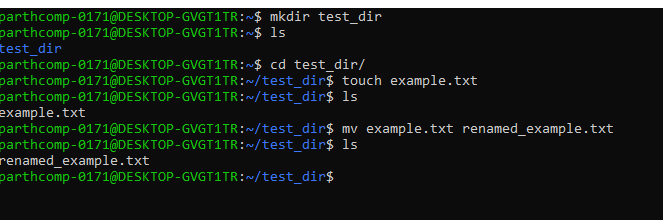 parthcomp-0171@DESKTOP-GVGT1TR:~$ mkdir test_dir
parthcomp-0171@DESKTOP-GVGT1TR:~$ ls
test_dir
parthcomp-0171@DESKTOP-GVGT1TR:~$ cd test_dir/
parthcomp-0171@DESKTOP-GVGT1TR:~/test_dir$ touch example.txt
parthcomp-0171@DESKTOP-GVGT1TR:~/test_dir$ ls
example.txt
parthcomp-0171@DESKTOP-GVGT1TR:~/test_dir$ mv example.txt renamed_example.txt
parthcomp-0171@DESKTOP-GVGT1TR:~/test_dir$ ls
renamed_example.txt
parthcomp-0171@DESKTOP-GVGT1TR:~/test_dir$